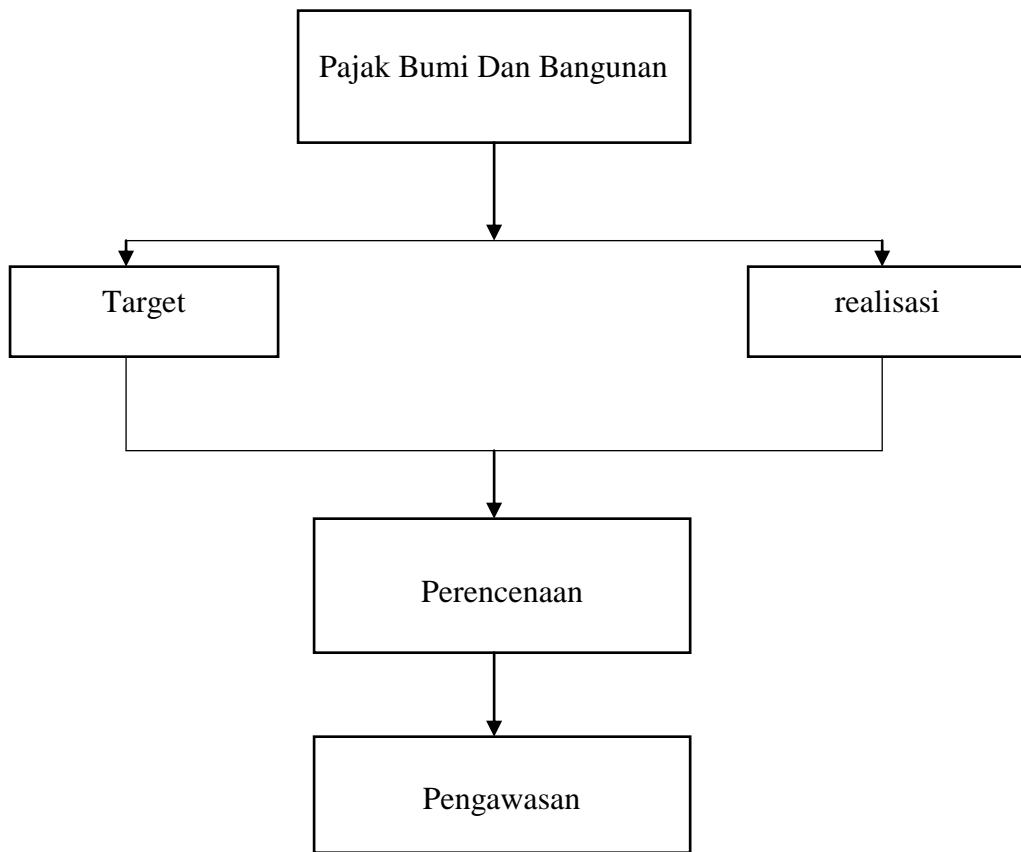 Pajak Bumi Dan Bangunan
Target
realisasi
Perencenaan
Pengawasan